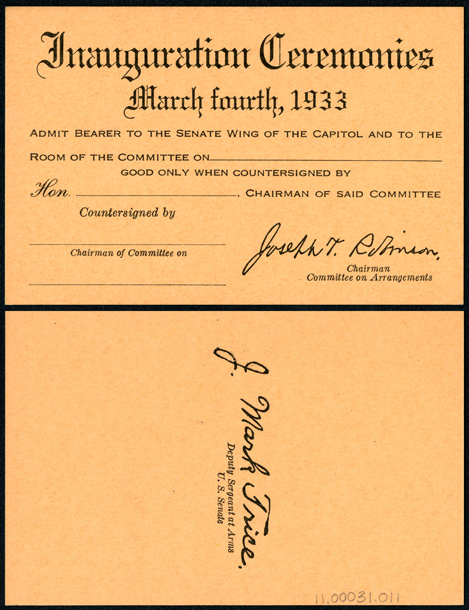 Inauguration Ceremonies
March fourth, 1933
ADMIT BEARER TO THE SENATE WING OF THE CAPITOL AND TO THE
ROOM OF THE COMMITTEE ON
GOOD ONLY WHEN COUNTERSIGNED BY
Hon. , CHAIRMAN OF SAID COMMITTEE
Countersigned by
Chairman of Committee on
Joseph T. Robinson,
Chairman
Committee on Arrangements
J. Mark Trice.
Deputy Sergeant at Arms
U. S. Senate
11.00031.011